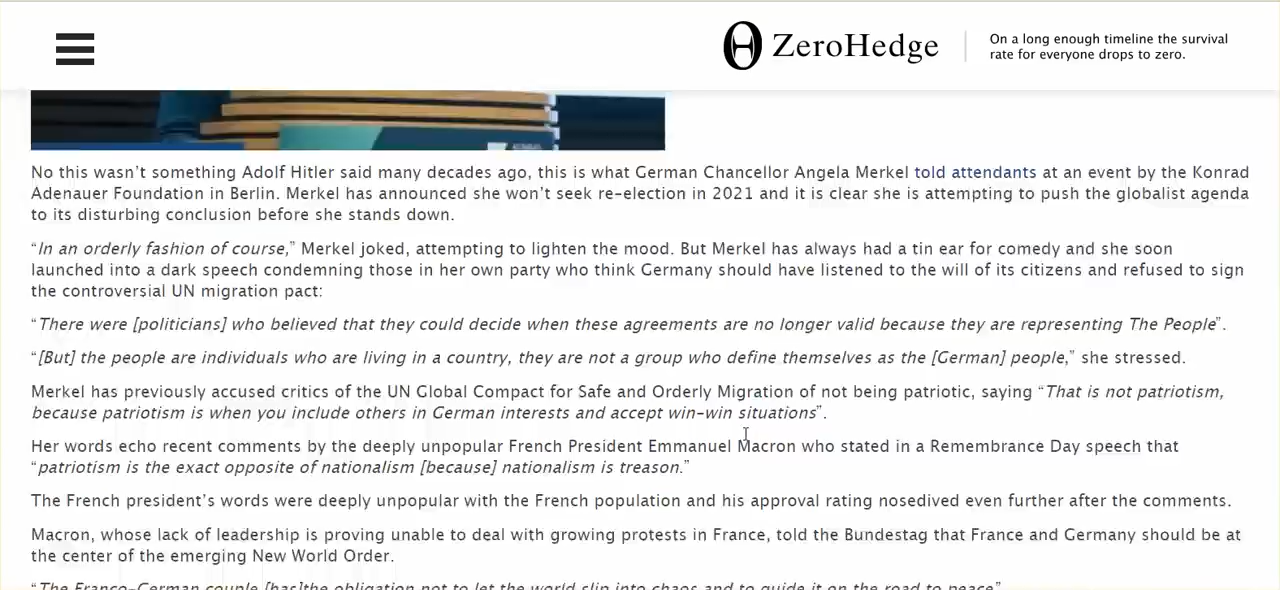 ZeroHedge
On a long enough timeline the survival
rate for everyone drops to zero.
No this wasn’t something Adolf Hitler said many decades ago, this is what German Chancellor Angela Merkel told attendants at an event by the Konrad
Adenauer Foundation in Berlin. Merkel has announced she won’t seek re-election in 2021 and it is clear she is attempting to push the globalist agenda
to its disturbing conclusion before she stands down.
“In an orderly fashion of course,” Merkel joked, attempting to lighten the mood. But Merkel has always had a tin ear for comedy and she soon
launched into a dark speech condemning those in her own party who think Germany should have listened to the will of its citizens and refused to sign
the controversial UN migration pact:
“There were [politicians] who believed that they could decide when these agreements are no longer valid because they are representing The People”.
“[But] the people are individuals who are living in a country, they are not a group who define themselves as the [German] people,” she stressed.
Merkel has previously accused critics of the UN Global Compact for Safe and Orderly Migration of not being patriotic, saying “That is not patriotism,
because patriotism is when you include others in German interests and accept win-win situations”.
Her words echo recent comments by the deeply unpopular French President Emmanuel Macron who stated in a Remembrance Day speech that
“patriotism is the exact opposite of nationalism [because] nationalism is treason.”
The French president’s words were deeply unpopular with the French population and his approval rating nosedived even further after the comments.
Macron, whose lack of leadership is proving unable to deal with growing protests in France, told the Bundestag that France and Germany should be at
the center of the emerging New World Order.
“The Franco-German couple [has]the obligation not to let the world slip into chaos and to guide it on the road to peace”